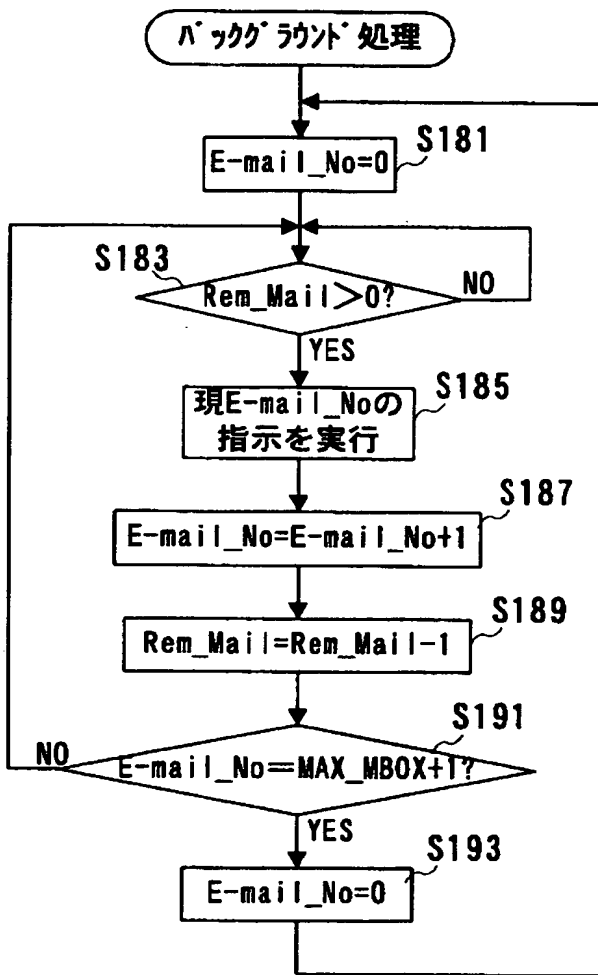 バックグラウンド処理
S181
E-mail_No=0
S183
Rem_Mail>0?
NO
YES
S185
現E-mail_Noの
指示を実行
S187
E-mail_No=E-mail_No+1
S189
Rem_Mail=Rem_Mail-1
S191
NO
E-mail_No==MAX_MBOX+1?
YES
S193
E-mail_No=0